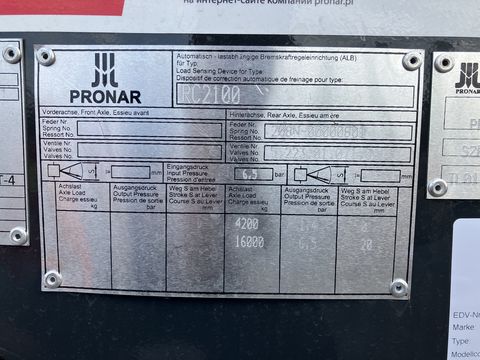 на интернет-сайте компании pronar.pl
PRONAR
Automatisch - lastabhängige Bremskraftregeleinrichtung (ALB)
für Typ:
Load Sensing Device for Type:
Dispositif de correction automatique de freinage pour type:
RC2100
Vorderachse, Front Axle, Essieu avant
Hinterachse, Rear Axle, Essieu arrière
Feder Nr.
Spring No.
Ressort No.
Feder Nr.
Spring No.
Ressort No.
Ventile Nr.
Valves No.
Valves No.
Ventile Nr.
Valves No.
Valves No.
Eingangsdruck
Input Pressure
Pression d'entrée
6,5 bar
mm
mm
Achslast
Axle Load
Charge essieu
kg
Ausgangsdruck
Output Pressure
Pression de sortie
bar
Weg S am Hebel
Stroke S at Lever
Course S au Levier
mm
Achslast
Axle Load
Charge essieu
kg
Ausgangsdruck
Output Pressure
Pression de sortie
bar
Weg S am Hebel
Stroke S at Lever
Course S au Levier
mm
4200
16000
20
T-4
EDV-Nr
Marke:
Type:
Modellco